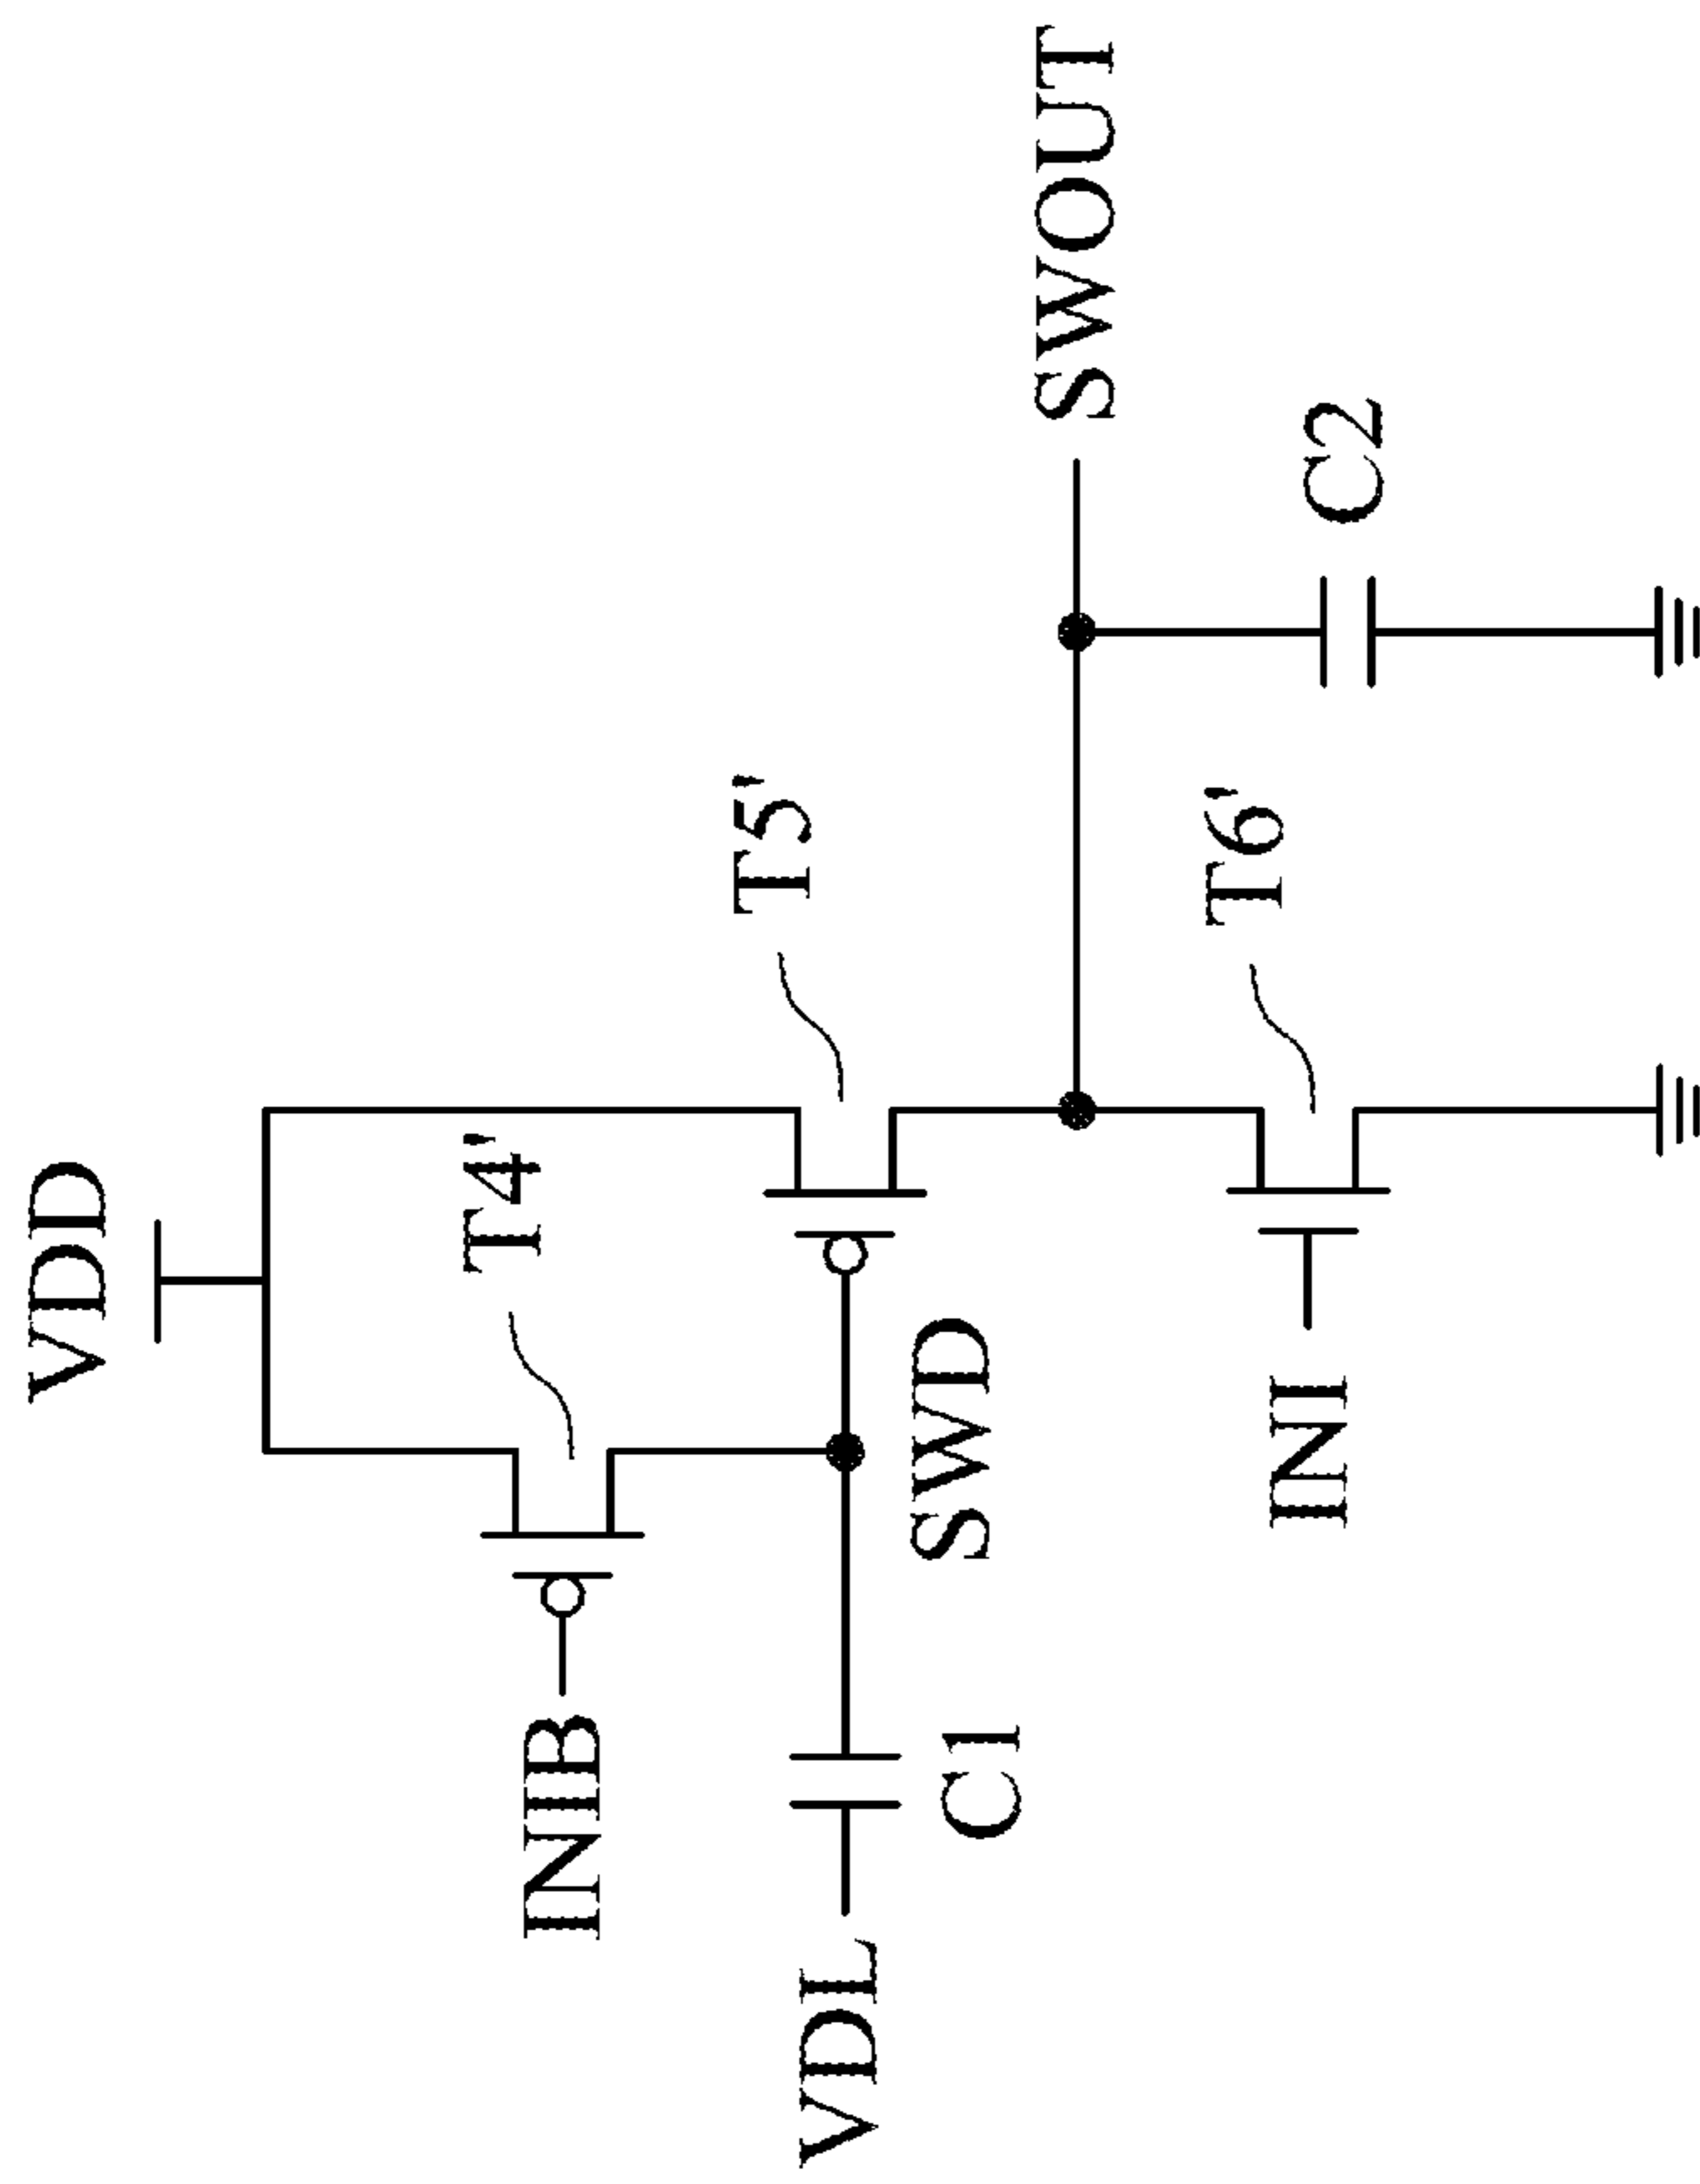 VDD
T4'
INIB
T5'
VDL
SWD
C1
SWOUT
T6'
INI
C2